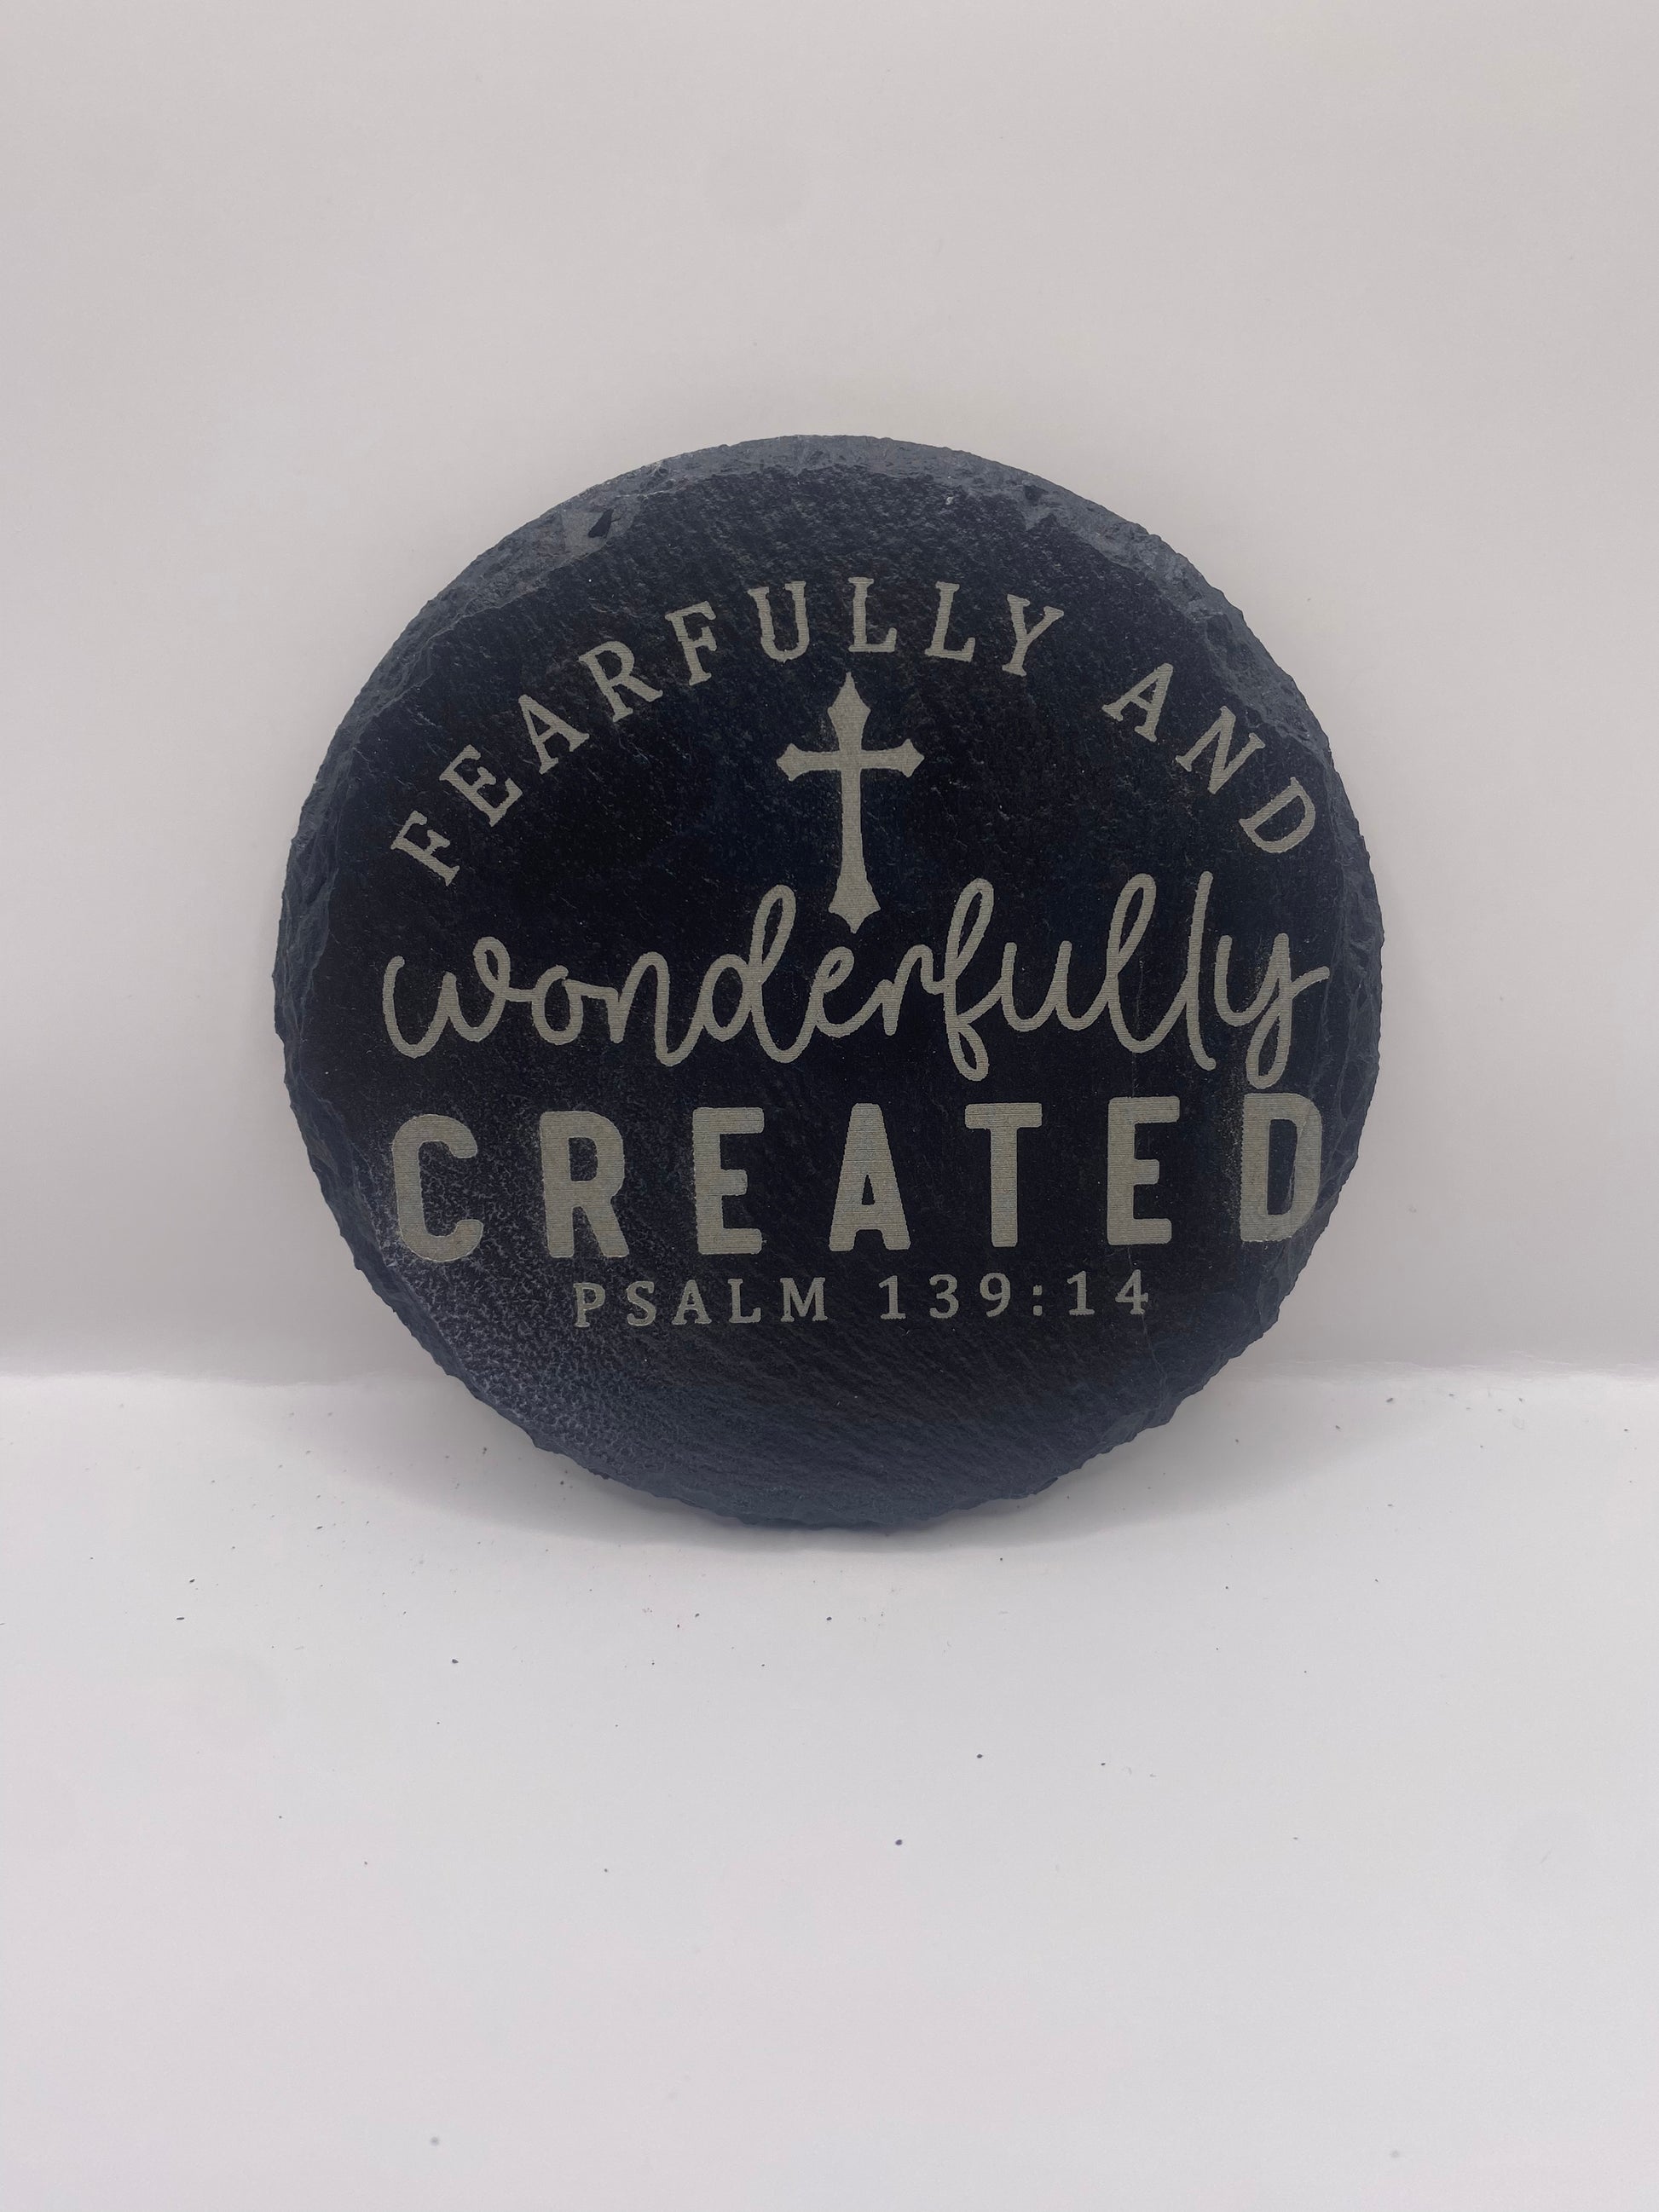 FEARFULLY AND
wonderfully
CREATED
PSALM 139:14